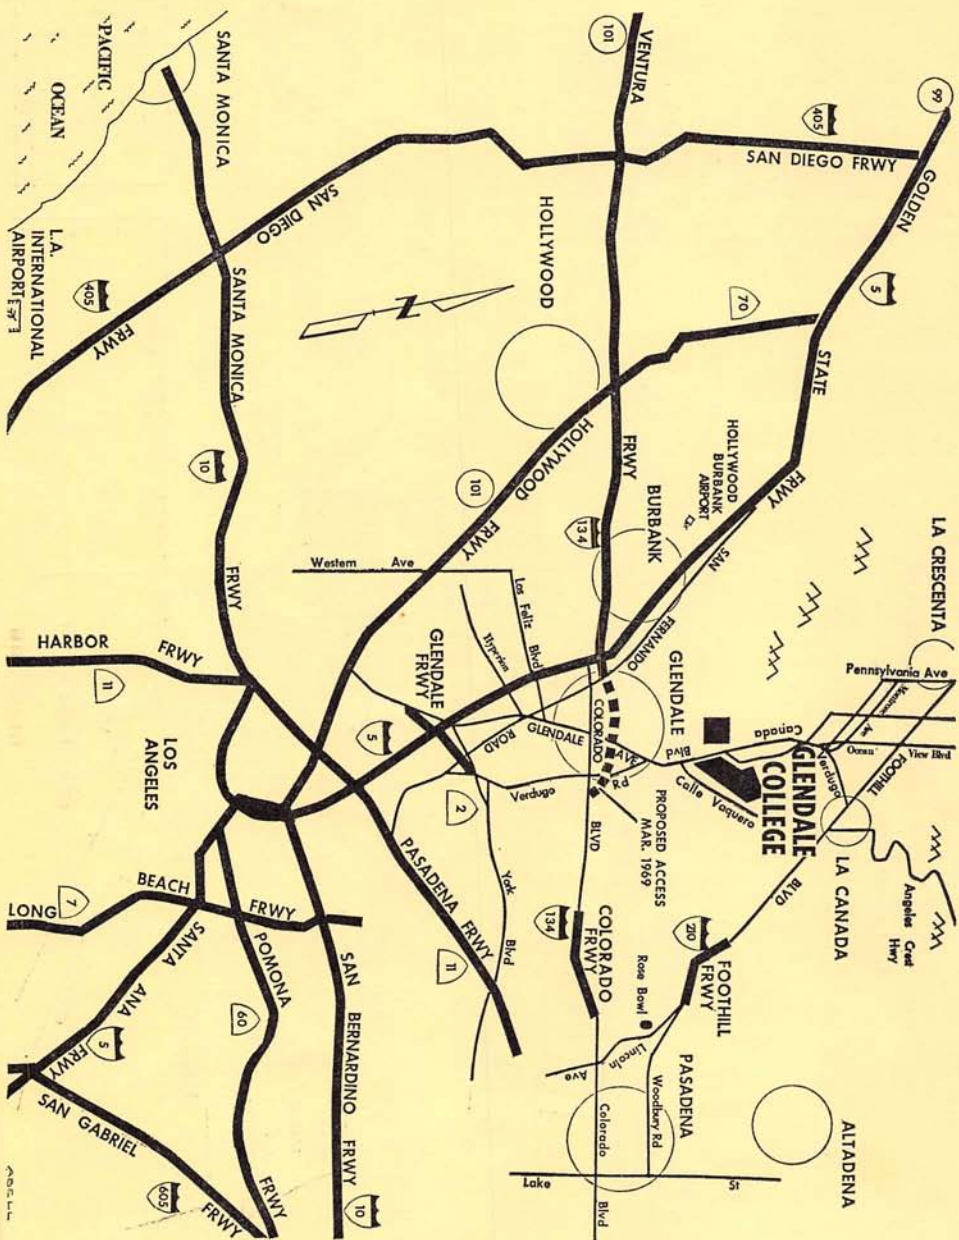 PACIFIC
OCEAN
SANTA MONICA
L.A.
INTERNATIONAL
AIRPORT
405
SAN DIEGO
FRWY
SANTA MONICA
10
FRWY
101
VENTURA
405
SAN DIEGO FRWY
99
GOLDEN
5
STATE
FRWY
HOLLYWOOD
N
70
HOLLYWOOD
101
FRWY
FRWY
134
HOLLYWOOD
BURBANK
AIRPORT
BURBANK
SAN
FERNANDO
LA CRESCENTA
Pennsylvania Ave
Montrose
Ave
Ocean View Blvd
FOOTHILL
BLVD
Verdugo
Canada
Blvd
GLENDALE
COLLEGE
Calle Vaquero
LA CANADA
Angeles Crest
Hwy
GLENDALE
Western Ave
Los Feliz Blvd
Hyperion
GLENDALE
FRWY
5
ROAD
GLENDALE
AVE
COLORADO
BLVD
Verdugo
Rd
PROPOSED ACCESS
MAR. 1969
2
York
Blvd
HARBOR
FRWY
11
LOS
ANGELES
PASADENA
FRWY
11
134
COLORADO
FRWY
210
FOOTHILL
FRWY
Rose Bowl
Lincoln
Ave
Woodbury Rd
PASADENA
ALTADENA
Colorado
Blvd
Lake
St
LONG
7
BEACH
FRWY
SANTA
ANA
FRWY
5
POMONA
60
FRWY
SAN
BERNARDINO
FRWY
10
SAN GABRIEL
605
FRWY